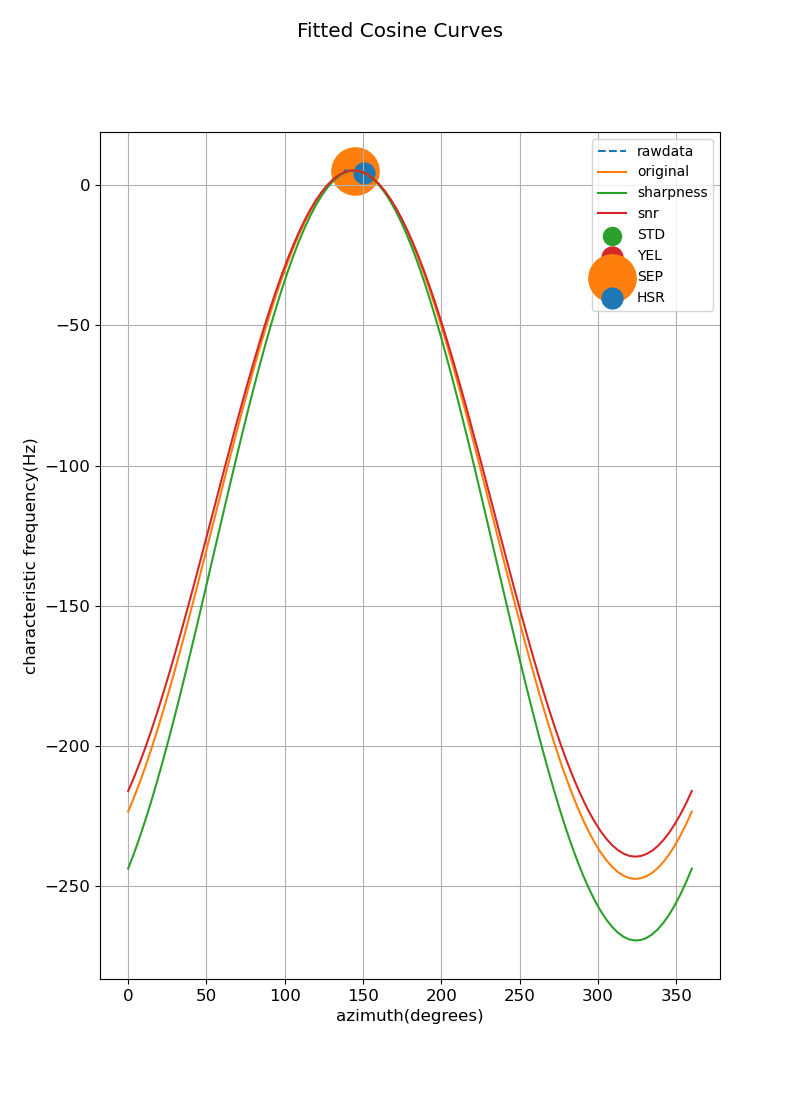 Fitted Cosine Curves
rawdata
original
sharpness
snr
STD
YEL
SEP
HSR
characteristic frequency(Hz)
0
−50
−100
−150
−200
−250
0 50 100 150 200 250 300 350
azimuth(degrees)